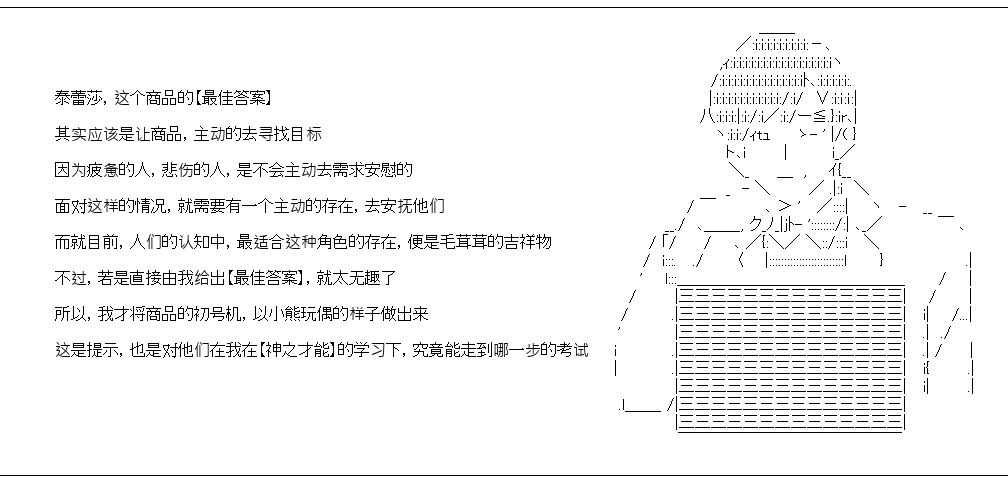 泰蕾莎，这个商品的【最佳答案】
其实应该是让商品，主动的去寻找目标
因为疲惫的人，悲伤的人，是不会主动去需求安慰的
面对这样的情况，就需要有一个主动的存在，去安抚他们
而就目前，人们的认知中，最适合这种角色的存在，便是毛茸茸的吉祥物
不过，若是直接由我给出【最佳答案】，就太无趣了
所以，我才将商品的初号机，以小熊玩偶的样子做出来
这是提示，也是对他们在我在【神之才能】的学习下，究竟能走到哪一步的考试